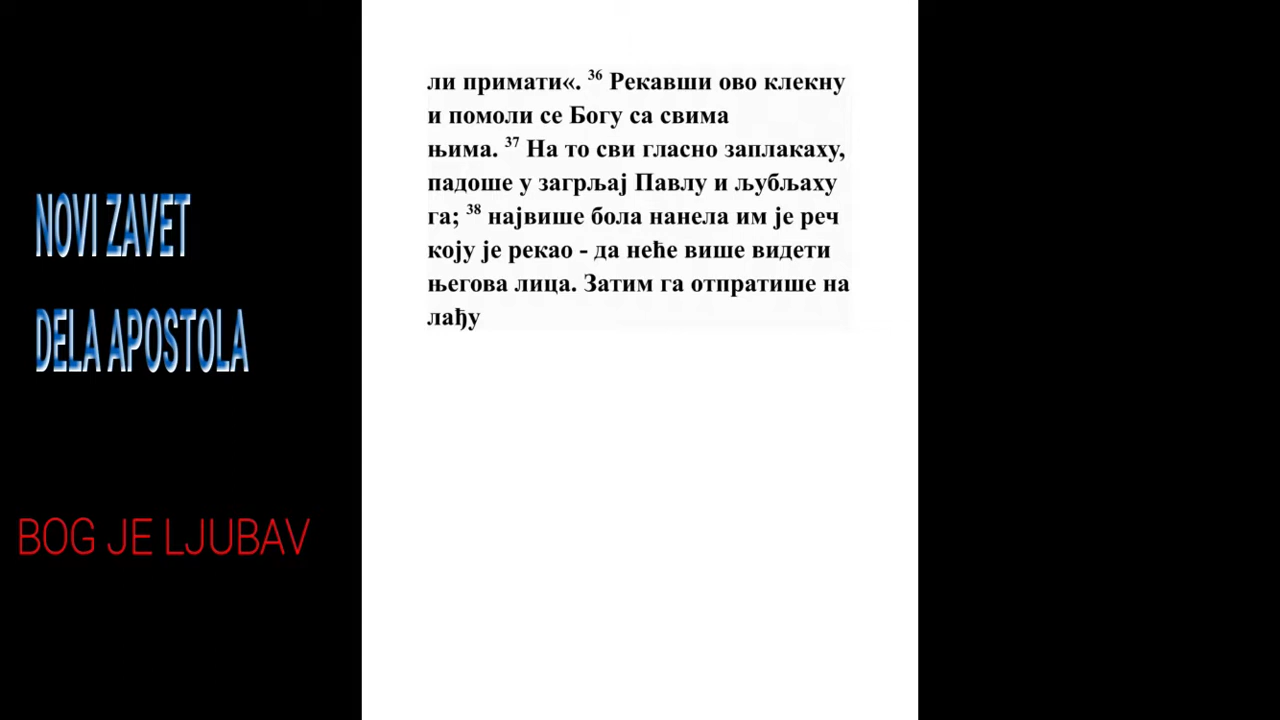 NOVI ZAVET
DELA APOSTOLA
BOG JE LJUBAV
ли примати«. 36 Рекавши ово клекну
и помоли се Богу са свима
њима. 37 На то сви гласно заплакаху,
падоше у загрљај Павлу и љубљаху
га; 38 највише бола нанела им је реч
коју је рекао - да неће више видети
његова лица. Затим га отпратише на
лађу